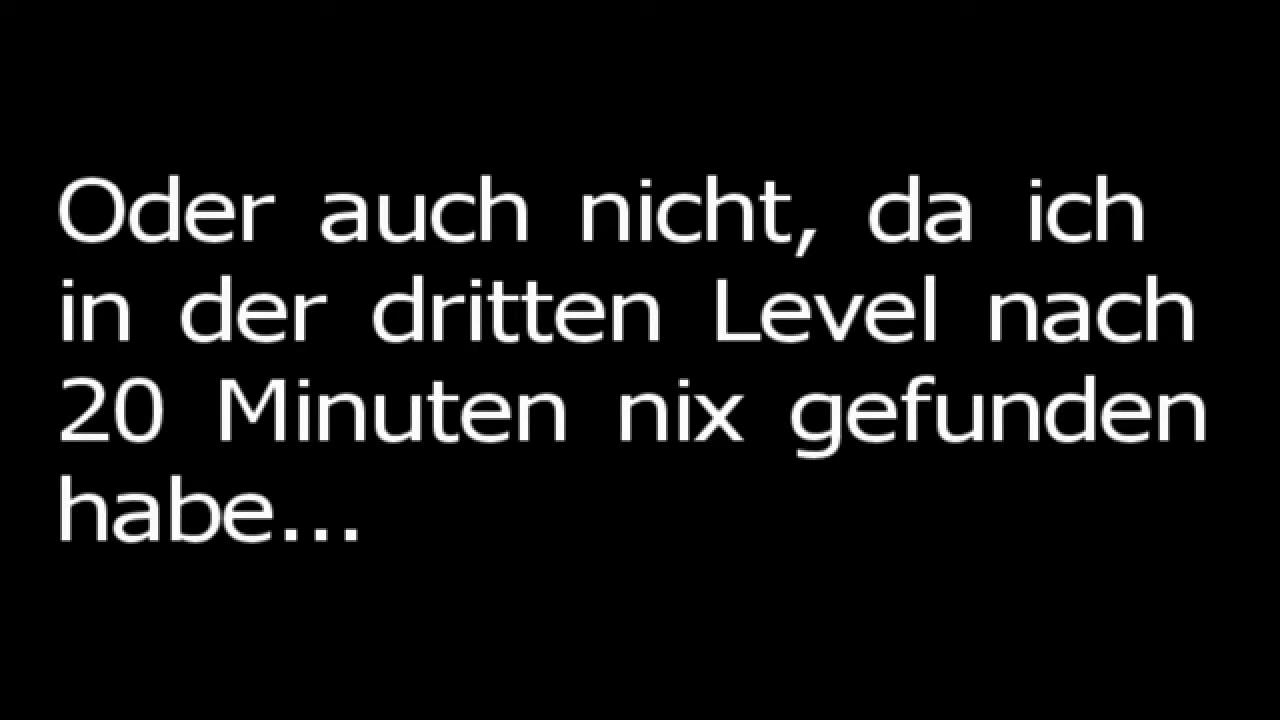 Oder auch nicht, da ich
in der dritten Level nach
20 Minuten nix gefunden
habe...